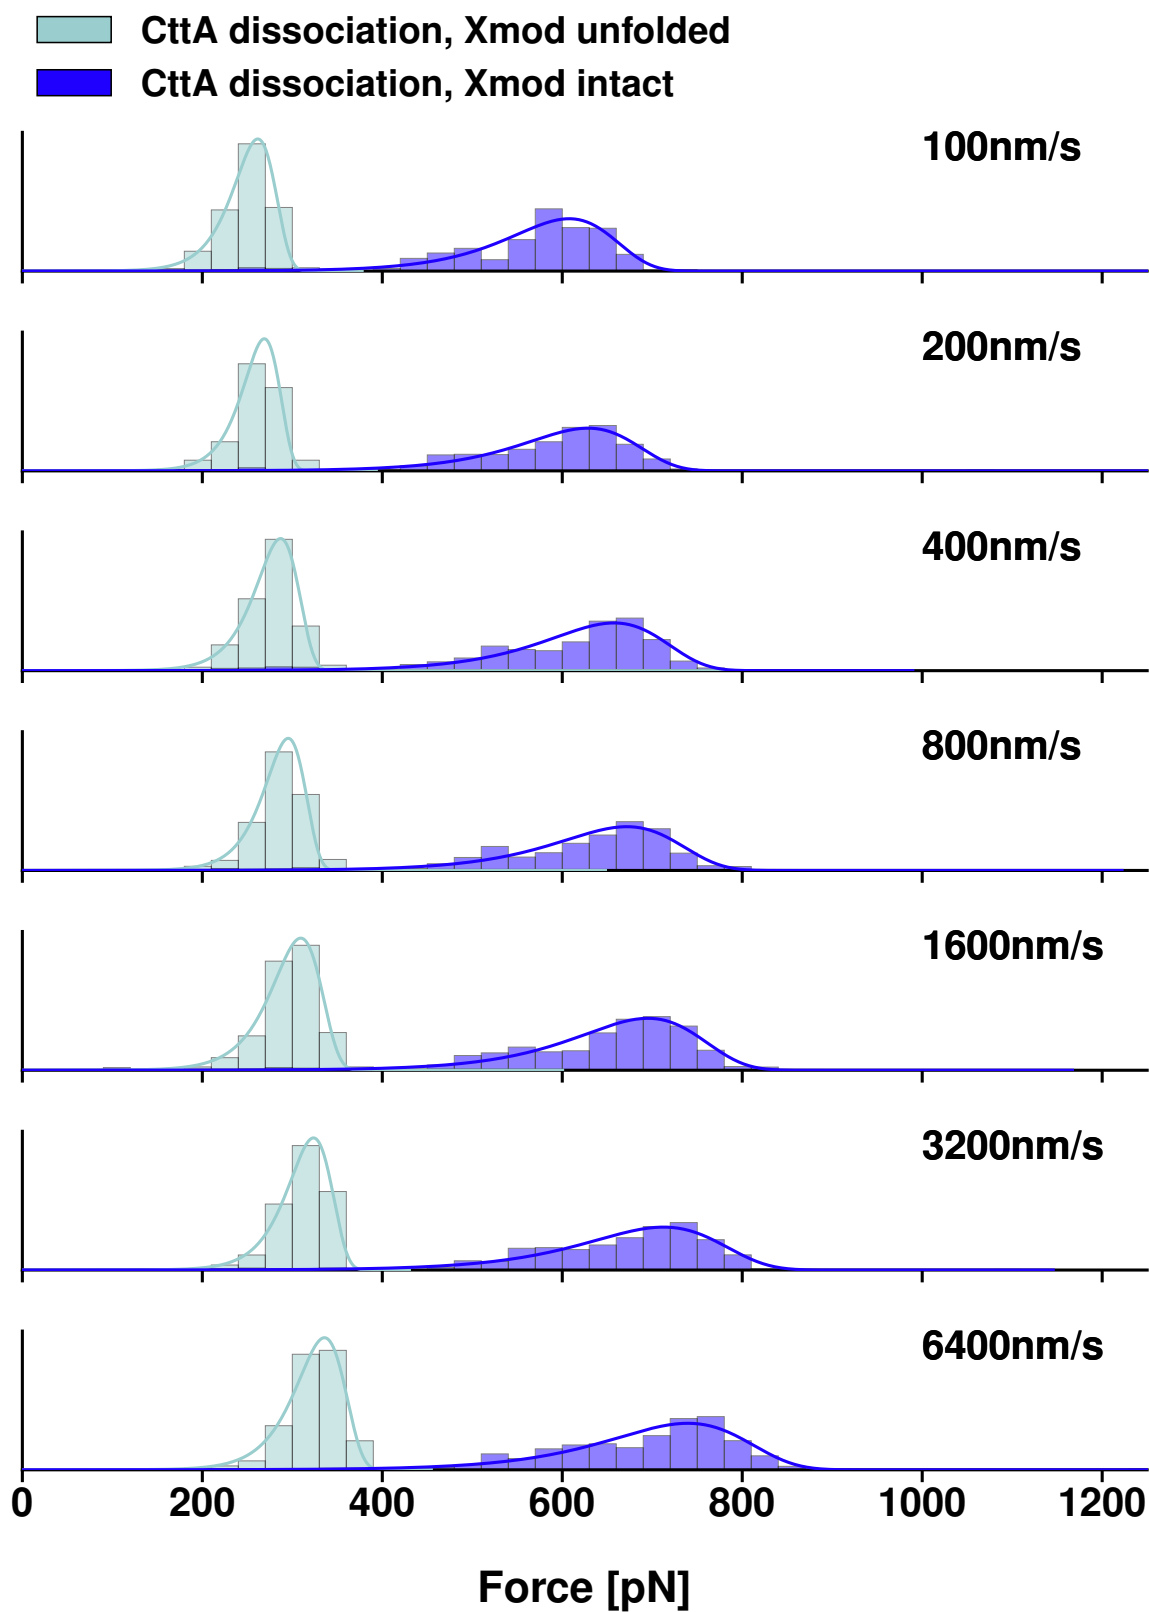 CttA dissociation, Xmod unfolded
CttA dissociation, Xmod intact
100nm/s
200nm/s
400nm/s
800nm/s
1600nm/s
3200nm/s
6400nm/s
0 200 400 600 800 1000 1200
Force [pN]